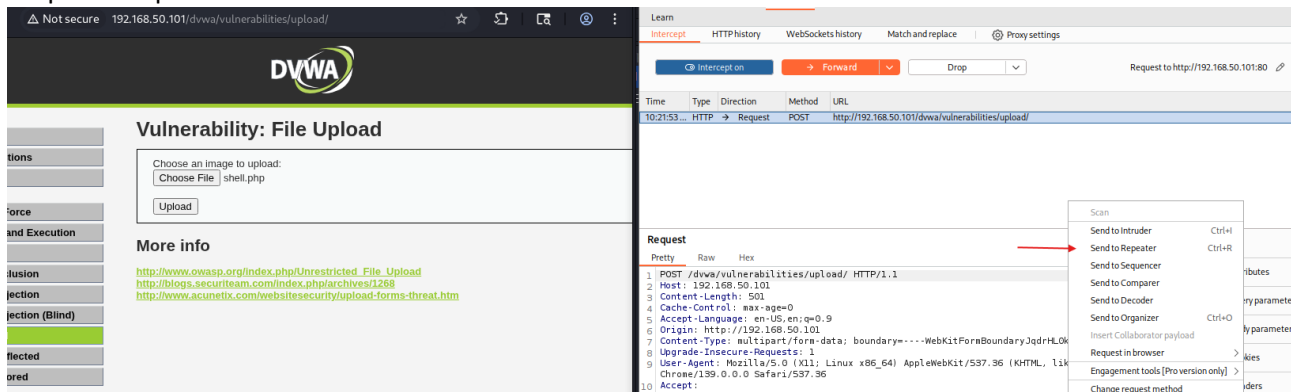 Not secure 192.168.50.101/dvwa/vulnerabilities/upload/
DVWA
tions
Force
and Execution
clusion
jection
jection (Blind)
flected
ored
Vulnerability: File Upload
Choose an image to upload:
Choose File shell.php
Upload
More info
http://www.owasp.org/index.php/Unrestricted_File_Upload
http://blogs.securiteam.com/index.php/archives/1268
http://www.acunetix.com/websitesecurity/upload-forms-threat.htm
Learn
Intercept HTTP history WebSockets history Match and replace Proxy settings
Intercept on Forward Drop Request to http://192.168.50.101:80
Time Type Direction Method URL
10:21:53... HTTP → Request POST http://192.168.50.101/dvwa/vulnerabilities/upload/
Request
Pretty Raw Hex
1 POST /dvwa/vulnerabilities/upload/ HTTP/1.1
2 Host: 192.168.50.101
3 Content-Length: 501
4 Cache-Control: max-age=0
5 Accept-Language: en-US,en;q=0.9
6 Origin: http://192.168.50.101
7 Content-Type: multipart/form-data; boundary=----WebKitFormBoundaryJqdrHLOk
8 Upgrade-Insecure-Requests: 1
9 User-Agent: Mozilla/5.0 (X11; Linux x86_64) AppleWebKit/537.36 (KHTML, lik
Chrome/139.0.0.0 Safari/537.36
10 Accept:
Scan
Send to Intruder Ctrl+I
Send to Repeater Ctrl+R
Send to Sequencer
Send to Comparer
Send to Decoder
Send to Organizer Ctrl+O
Insert Collaborator payload
Request in browser
Engagement tools [Pro version only]
Change request method
ributes
ery paramete
ly parameter
kies
ders